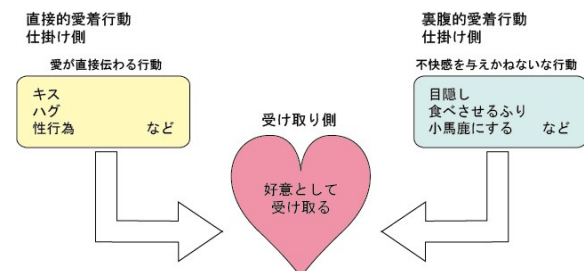 直接的愛着行動
仕掛け側
愛が直接伝わる行動
キス
ハグ
性行為　　　など
受け取り側
好意として
受け取る
裏腹的愛着行動
仕掛け側
不快感を与えかねないな行動
目隠し
食べさせるふり
小馬鹿にする　など